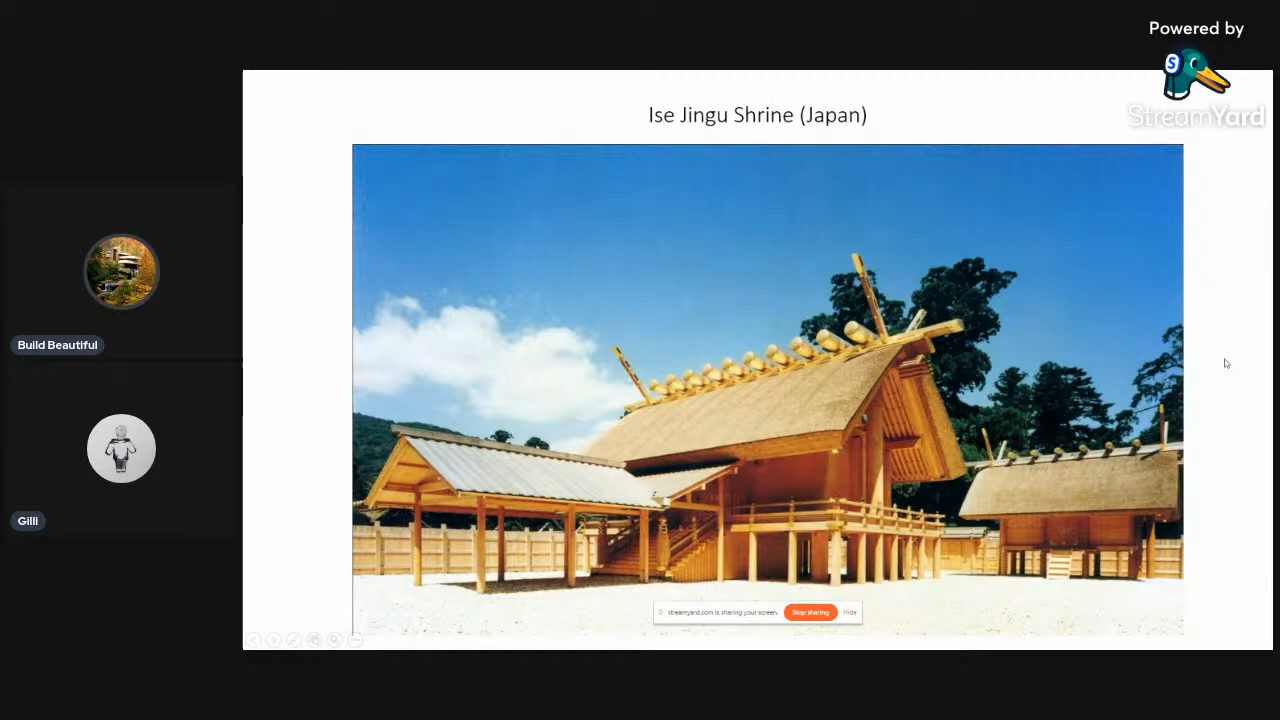 Powered by
S
StreamYard
Ise Jingu Shrine (Japan)
Build Beautiful
Gilli
streamyard.com is sharing your screen.
Stop sharing
Hide